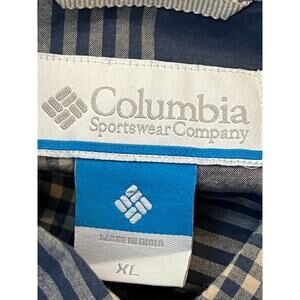 Columbia
Sportswear Company
MADE IN INDIA
XL